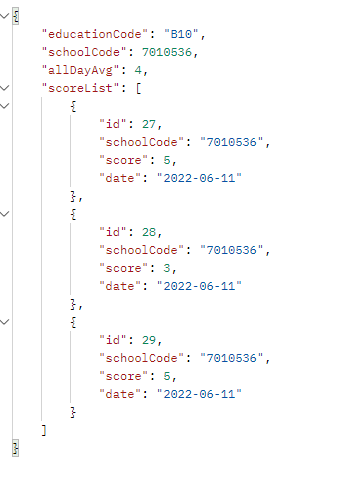 {
"educationCode": "B10",
"schoolCode": 7010536,
"allDayAvg": 4,
"scoreList": [
{
"id": 27,
"schoolCode": "7010536",
"score": 5,
"date": "2022-06-11"
},
{
"id": 28,
"schoolCode": "7010536",
"score": 3,
"date": "2022-06-11"
},
{
"id": 29,
"schoolCode": "7010536",
"score": 5,
"date": "2022-06-11"
}
]
}